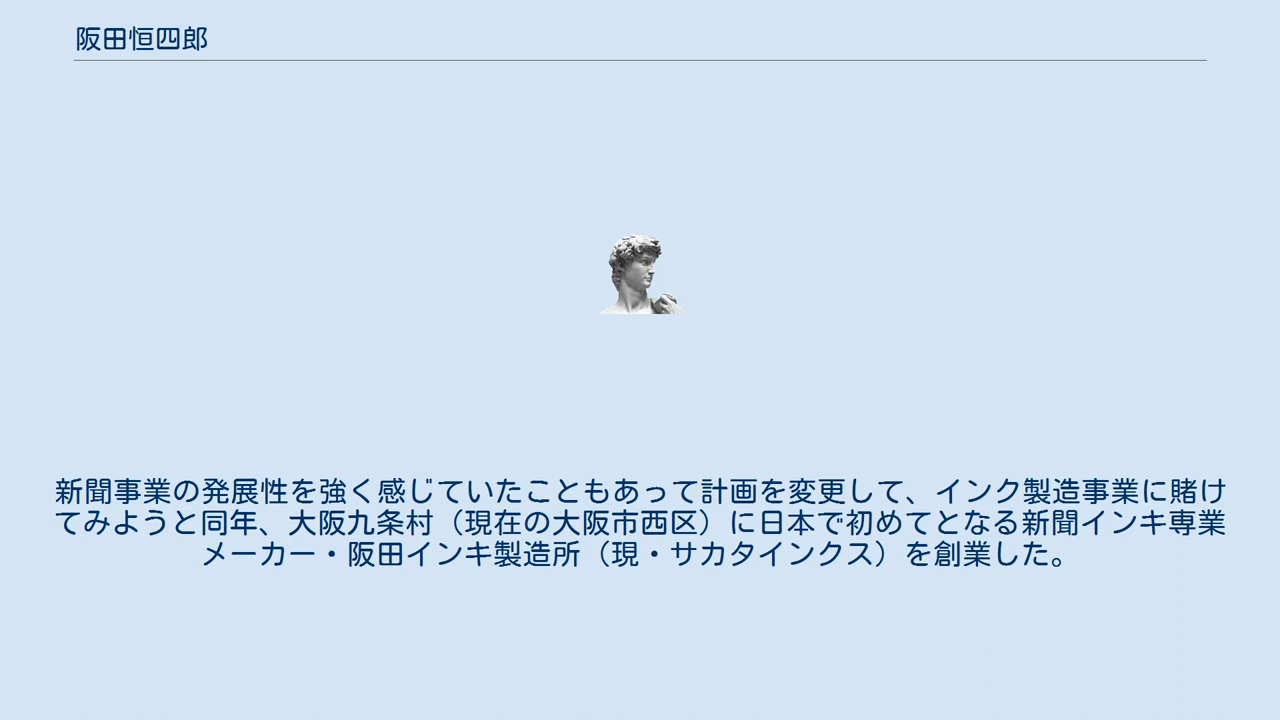 阪田恒四郎
新聞事業の発展性を強く感じていたこともあって計画を変更して、インク製造事業に賭け
てみようと同年、大阪九条村（現在の大阪市西区）に日本で初めてとなる新聞インキ専業
メーカー・阪田インキ製造所（現・サカタインクス）を創業した。